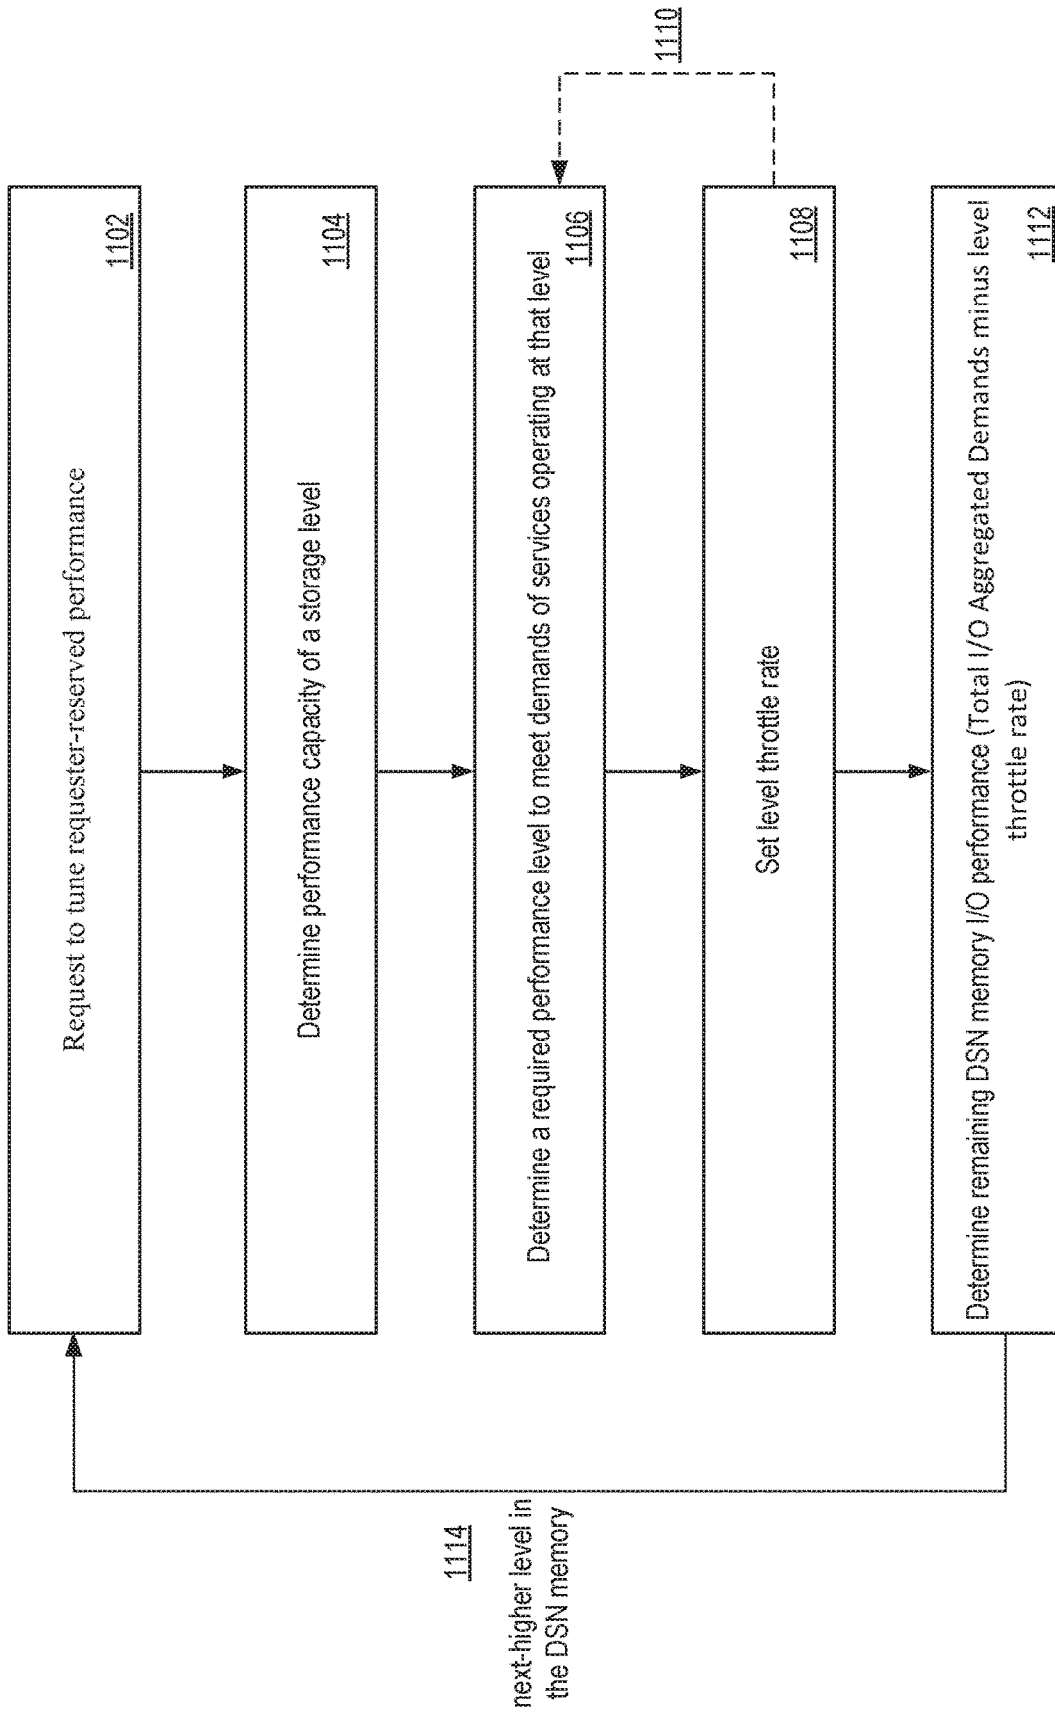 Request to tune requester-reserved performance
1102
Determine performance capacity of a storage level
1104
Determine a required performance level to meet demands of services operating at that level
1106
1110
Set level throttle rate
1108
Determine remaining DSN memory I/O performance (Total I/O Aggregated Demands minus level
throttle rate)
1112
1114
next-higher level in
the DSN memory